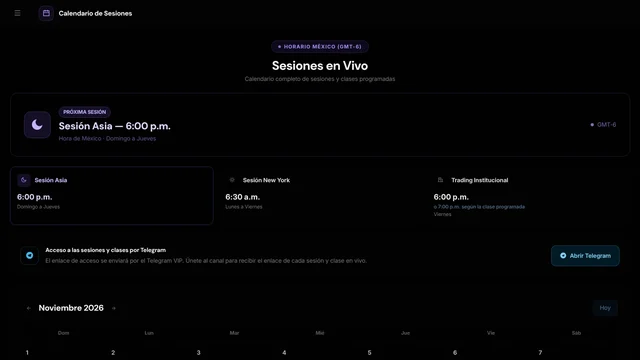 Calendario de Sesiones
HORARIO MÉXICO (GMT-6)
Sesiones en Vivo
Calendario completo de sesiones y clases programadas
PRÓXIMA SESIÓN
Sesión Asia — 6:00 p.m.
Hora de México · Domingo a Jueves
GMT-6
Sesión Asia
6:00 p.m.
Domingo a Jueves
Sesión New York
6:30 a.m.
Lunes a Viernes
Trading Institucional
6:00 p.m.
o 7:00 p.m. según la clase programada
Viernes
Acceso a las sesiones y clases por Telegram
El enlace de acceso se enviará por el Telegram VIP. Únete al canal para recibir el enlace de cada sesión y clase en vivo.
Abrir Telegram
← Noviembre 2026 →
Hoy
Dom Lun Mar Mié Jue Vie Sáb
1 2 3 4 5 6 7